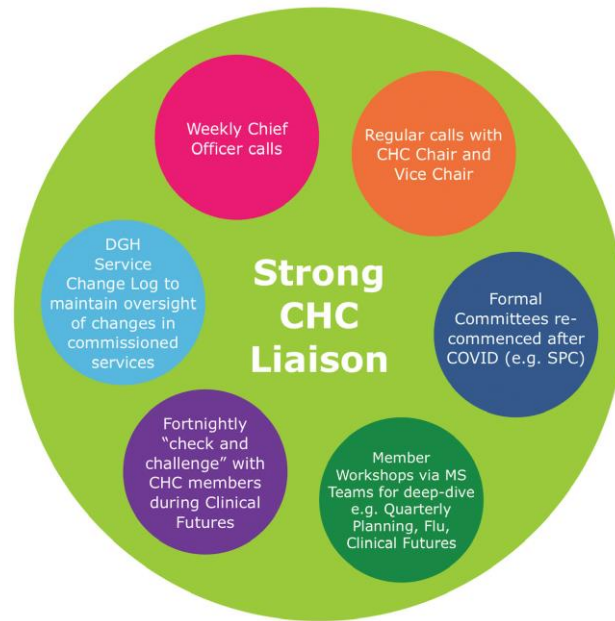 Weekly Chief
Officer calls
Regular calls with
CHC Chair and
Vice Chair
DGH
Service
Change Log to
maintain oversight
of changes in
commissioned
services
Strong
CHC
Liaison
Formal
Committees re-
commenced after
COVID (e.g. SPC)
Fortnightly
“check and
challenge” with
CHC members
during Clinical
Futures
Member
Workshops via MS
Teams for deep-dive
e.g. Quarterly
Planning, Flu,
Clinical Futures